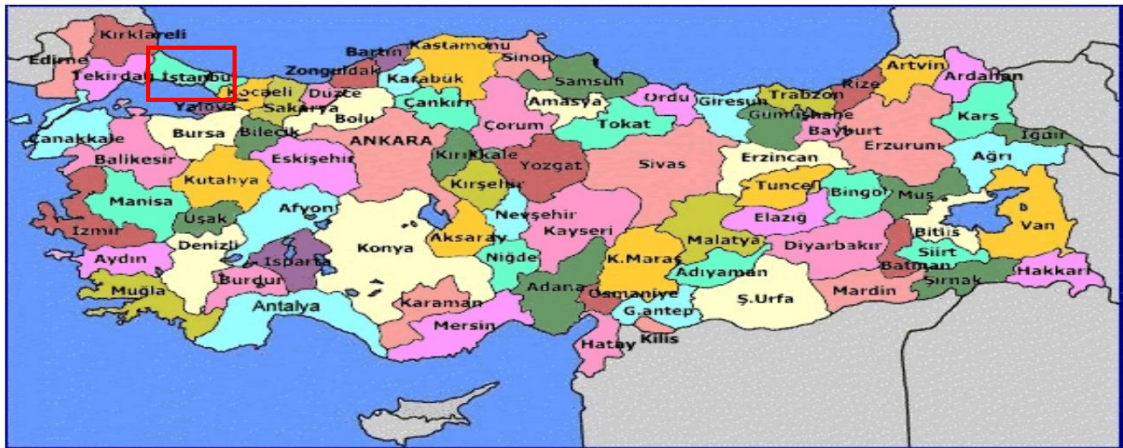 Kırklareli
Edirne
Tekirdağ
İstanbul
Kocaeli
Yalova
Sakarya
Düzce
Zonguldak
Bartın
Karabük
Kastamonu
Sinop
Samsun
Çankırı
Bolu
Amasya
Ordu
Giresun
Trabzon
Rize
Artvin
Ardahan
Gümüşhane
Bayburt
Kars
Iğdır
Çanakkale
Bursa
Bilecik
ANKARA
Çorum
Tokat
Balikesir
Eskişehir
Kırıkkale
Yozgat
Sivas
Erzincan
Erzurum
Ağrı
Kutahya
Kırşehir
Tunceli
Bingöl
Muş
Manisa
Uşak
Afyon
Nevşehir
Kayseri
Elazığ
Bitlis
Van
İzmir
Denizli
Isparta
Konya
Aksaray
Niğde
Malatya
Diyarbakır
Siirt
Batman
Aydın
Burdur
K.Maraş
Adıyaman
Hakkari
Şırnak
Mardin
Muğla
Antalya
Karaman
Adana
Osmaniye
Ş.Urfa
Mersin
G.antep
Hatay
Kilis